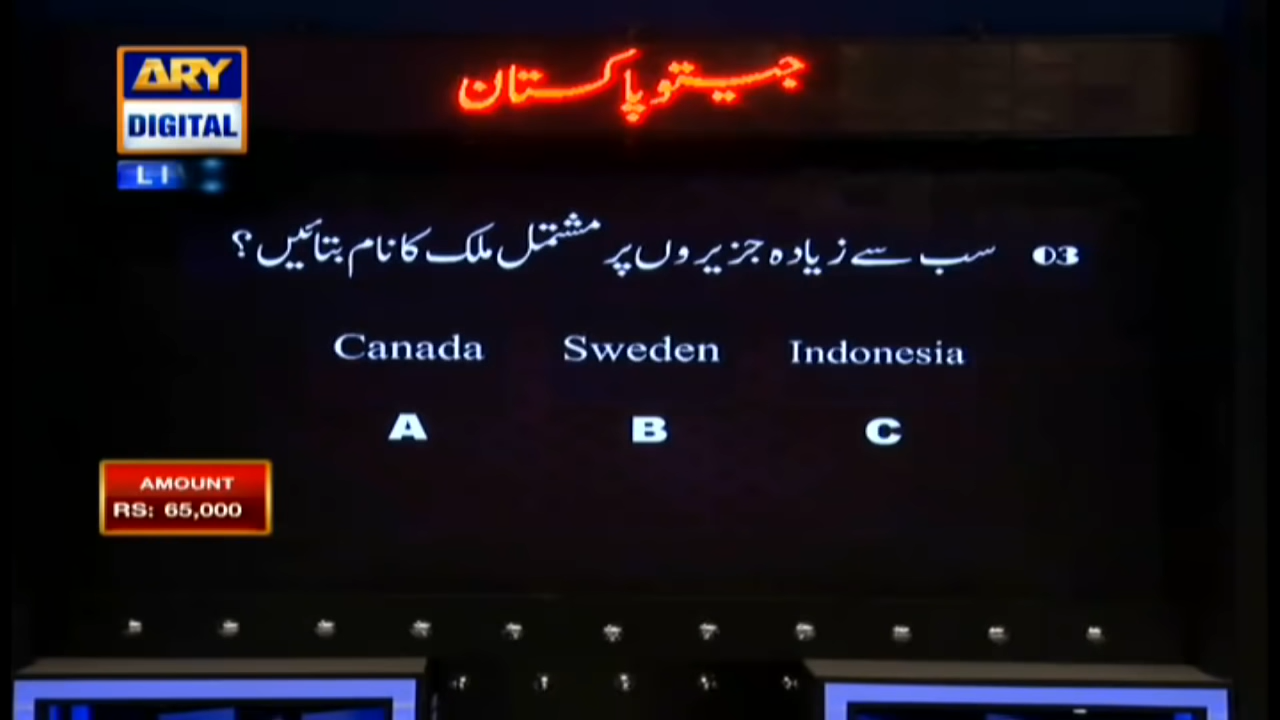 ARY
DIGITAL
LI
جیتو پاکستان
03 سب سے زیادہ جزیروں پر مشتمل ملک کا نام بتائیں؟
Canada Sweden Indonesia
A B C
AMOUNT
RS: 65,000